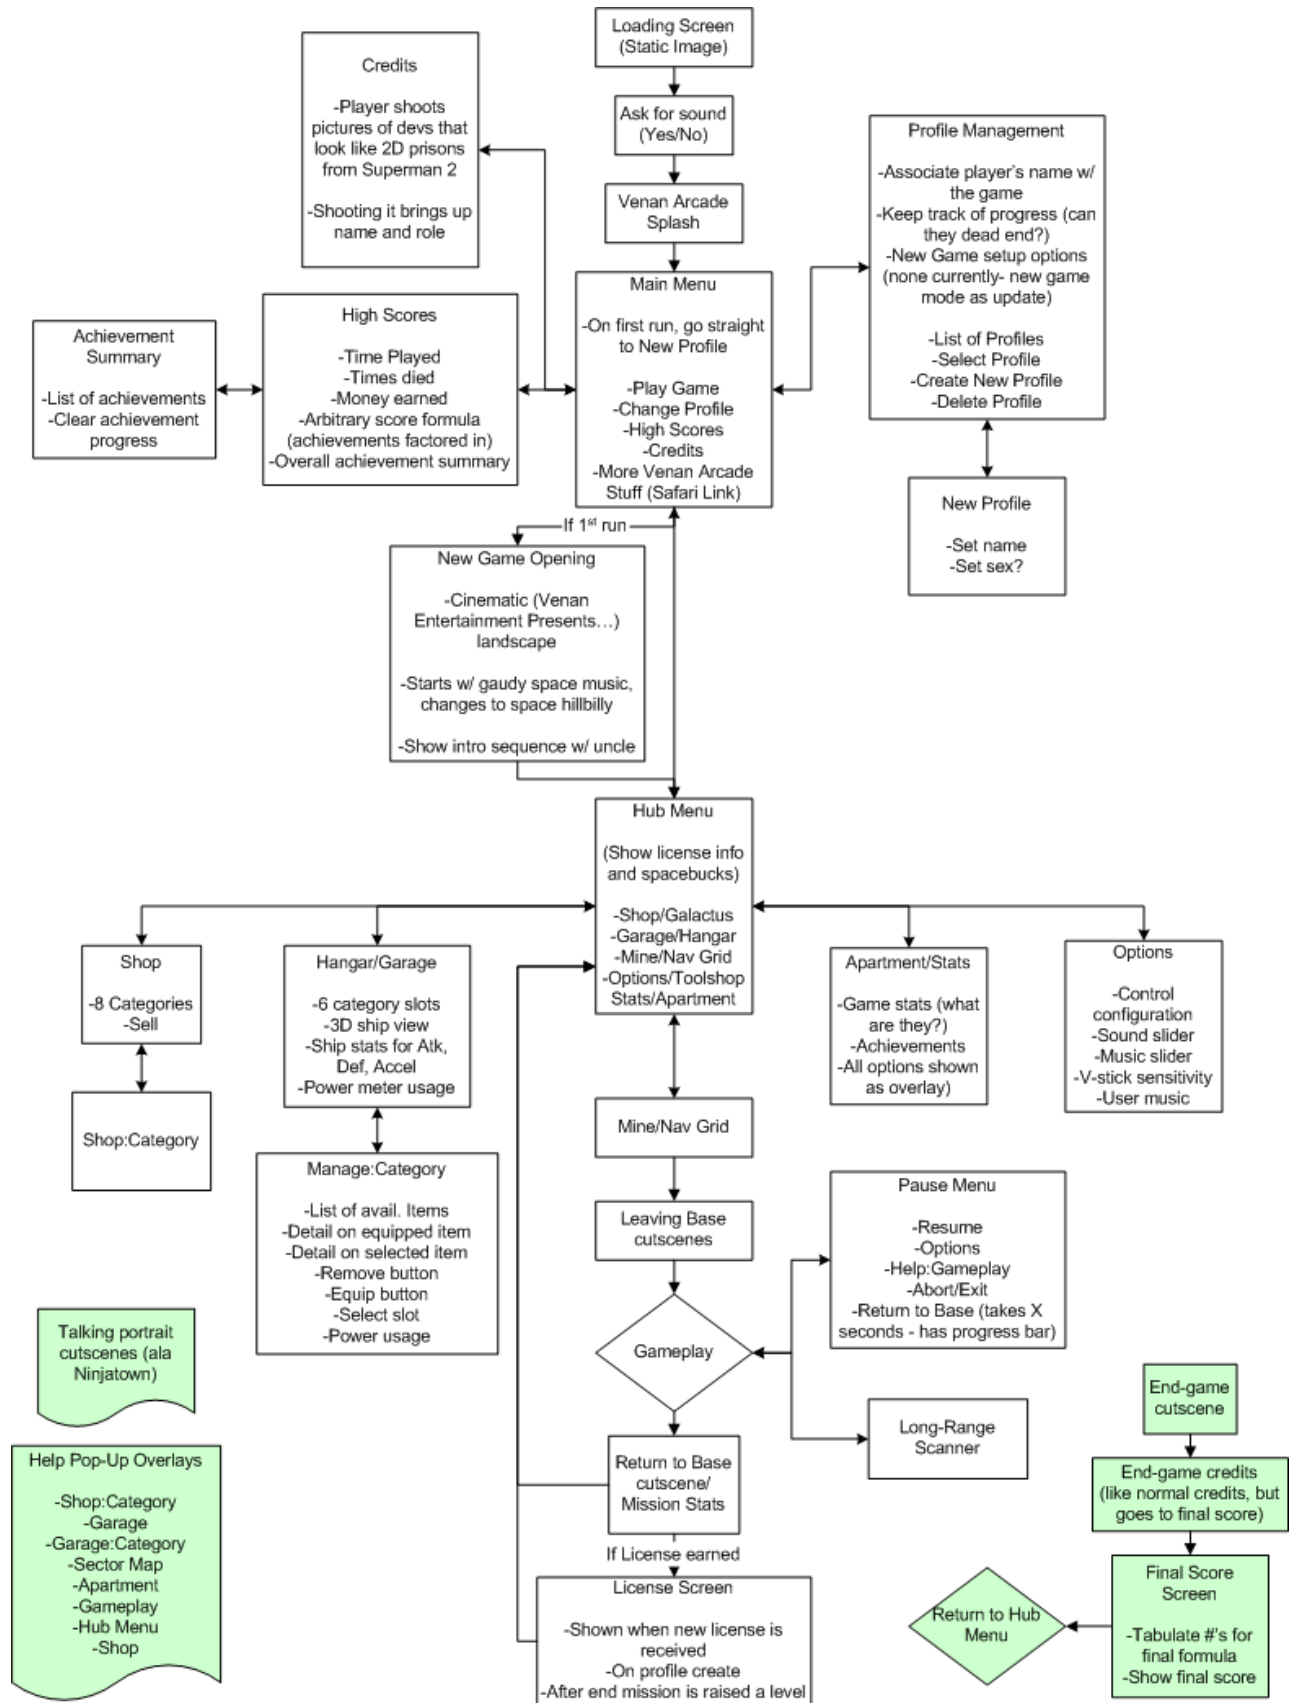 Loading Screen
(Static Image)
Ask for sound
(Yes/No)
Venan Arcade
Splash
Credits
-Player shoots
pictures of devs that
look like 2D prisons
from Superman 2
-Shooting it brings up
name and role
Profile Management
-Associate player's name w/
the game
-Keep track of progress (can
they dead end?)
-New Game setup options
(none currently- new game
mode as update)
-List of Profiles
-Select Profile
-Create New Profile
-Delete Profile
Main Menu
-On first run, go straight
to New Profile
-Play Game
-Change Profile
-High Scores
-Credits
-More Venan Arcade
Stuff (Safari Link)
High Scores
-Time Played
-Times died
-Money earned
-Arbitrary score formula
(achievements factored in)
-Overall achievement summary
Achievement
Summary
-List of achievements
-Clear achievement
progress
New Profile
-Set name
-Set sex?
If 1st run
New Game Opening
-Cinematic (Venan
Entertainment Presents...)
landscape
-Starts w/ gaudy space music,
changes to space hillbilly
-Show intro sequence w/ uncle
Hub Menu
(Show license info
and spacebucks)
-Shop/Galactus
-Garage/Hangar
-Mine/Nav Grid
-Options/Toolshop
Stats/Apartment
Shop
-8 Categories
-Sell
Shop:Category
Hangar/Garage
-6 category slots
-3D ship view
-Ship stats for Atk,
Def, Accel
-Power meter usage
Manage:Category
-List of avail. Items
-Detail on equipped item
-Detail on selected item
-Remove button
-Equip button
-Select slot
-Power usage
Apartment/Stats
-Game stats (what
are they?)
-Achievements
-All options shown
as overlay)
Options
-Control
configuration
-Sound slider
-Music slider
-V-stick sensitivity
-User music
Mine/Nav Grid
Leaving Base
cutscenes
Gameplay
Pause Menu
-Resume
-Options
-Help:Gameplay
-Abort/Exit
-Return to Base (takes X
seconds - has progress bar)
Long-Range
Scanner
Return to Base
cutscene/
Mission Stats
If License earned
License Screen
-Shown when new license is
received
-On profile create
-After end mission is raised a level
Talking portrait
cutscenes (ala
Ninjatown)
Help Pop-Up Overlays
-Shop:Category
-Garage
-Garage:Category
-Sector Map
-Apartment
-Gameplay
-Hub Menu
-Shop
End-game
cutscene
End-game credits
(like normal credits, but
goes to final score)
Final Score
Screen
-Tabulate #'s for
final formula
-Show final score
Return to Hub
Menu